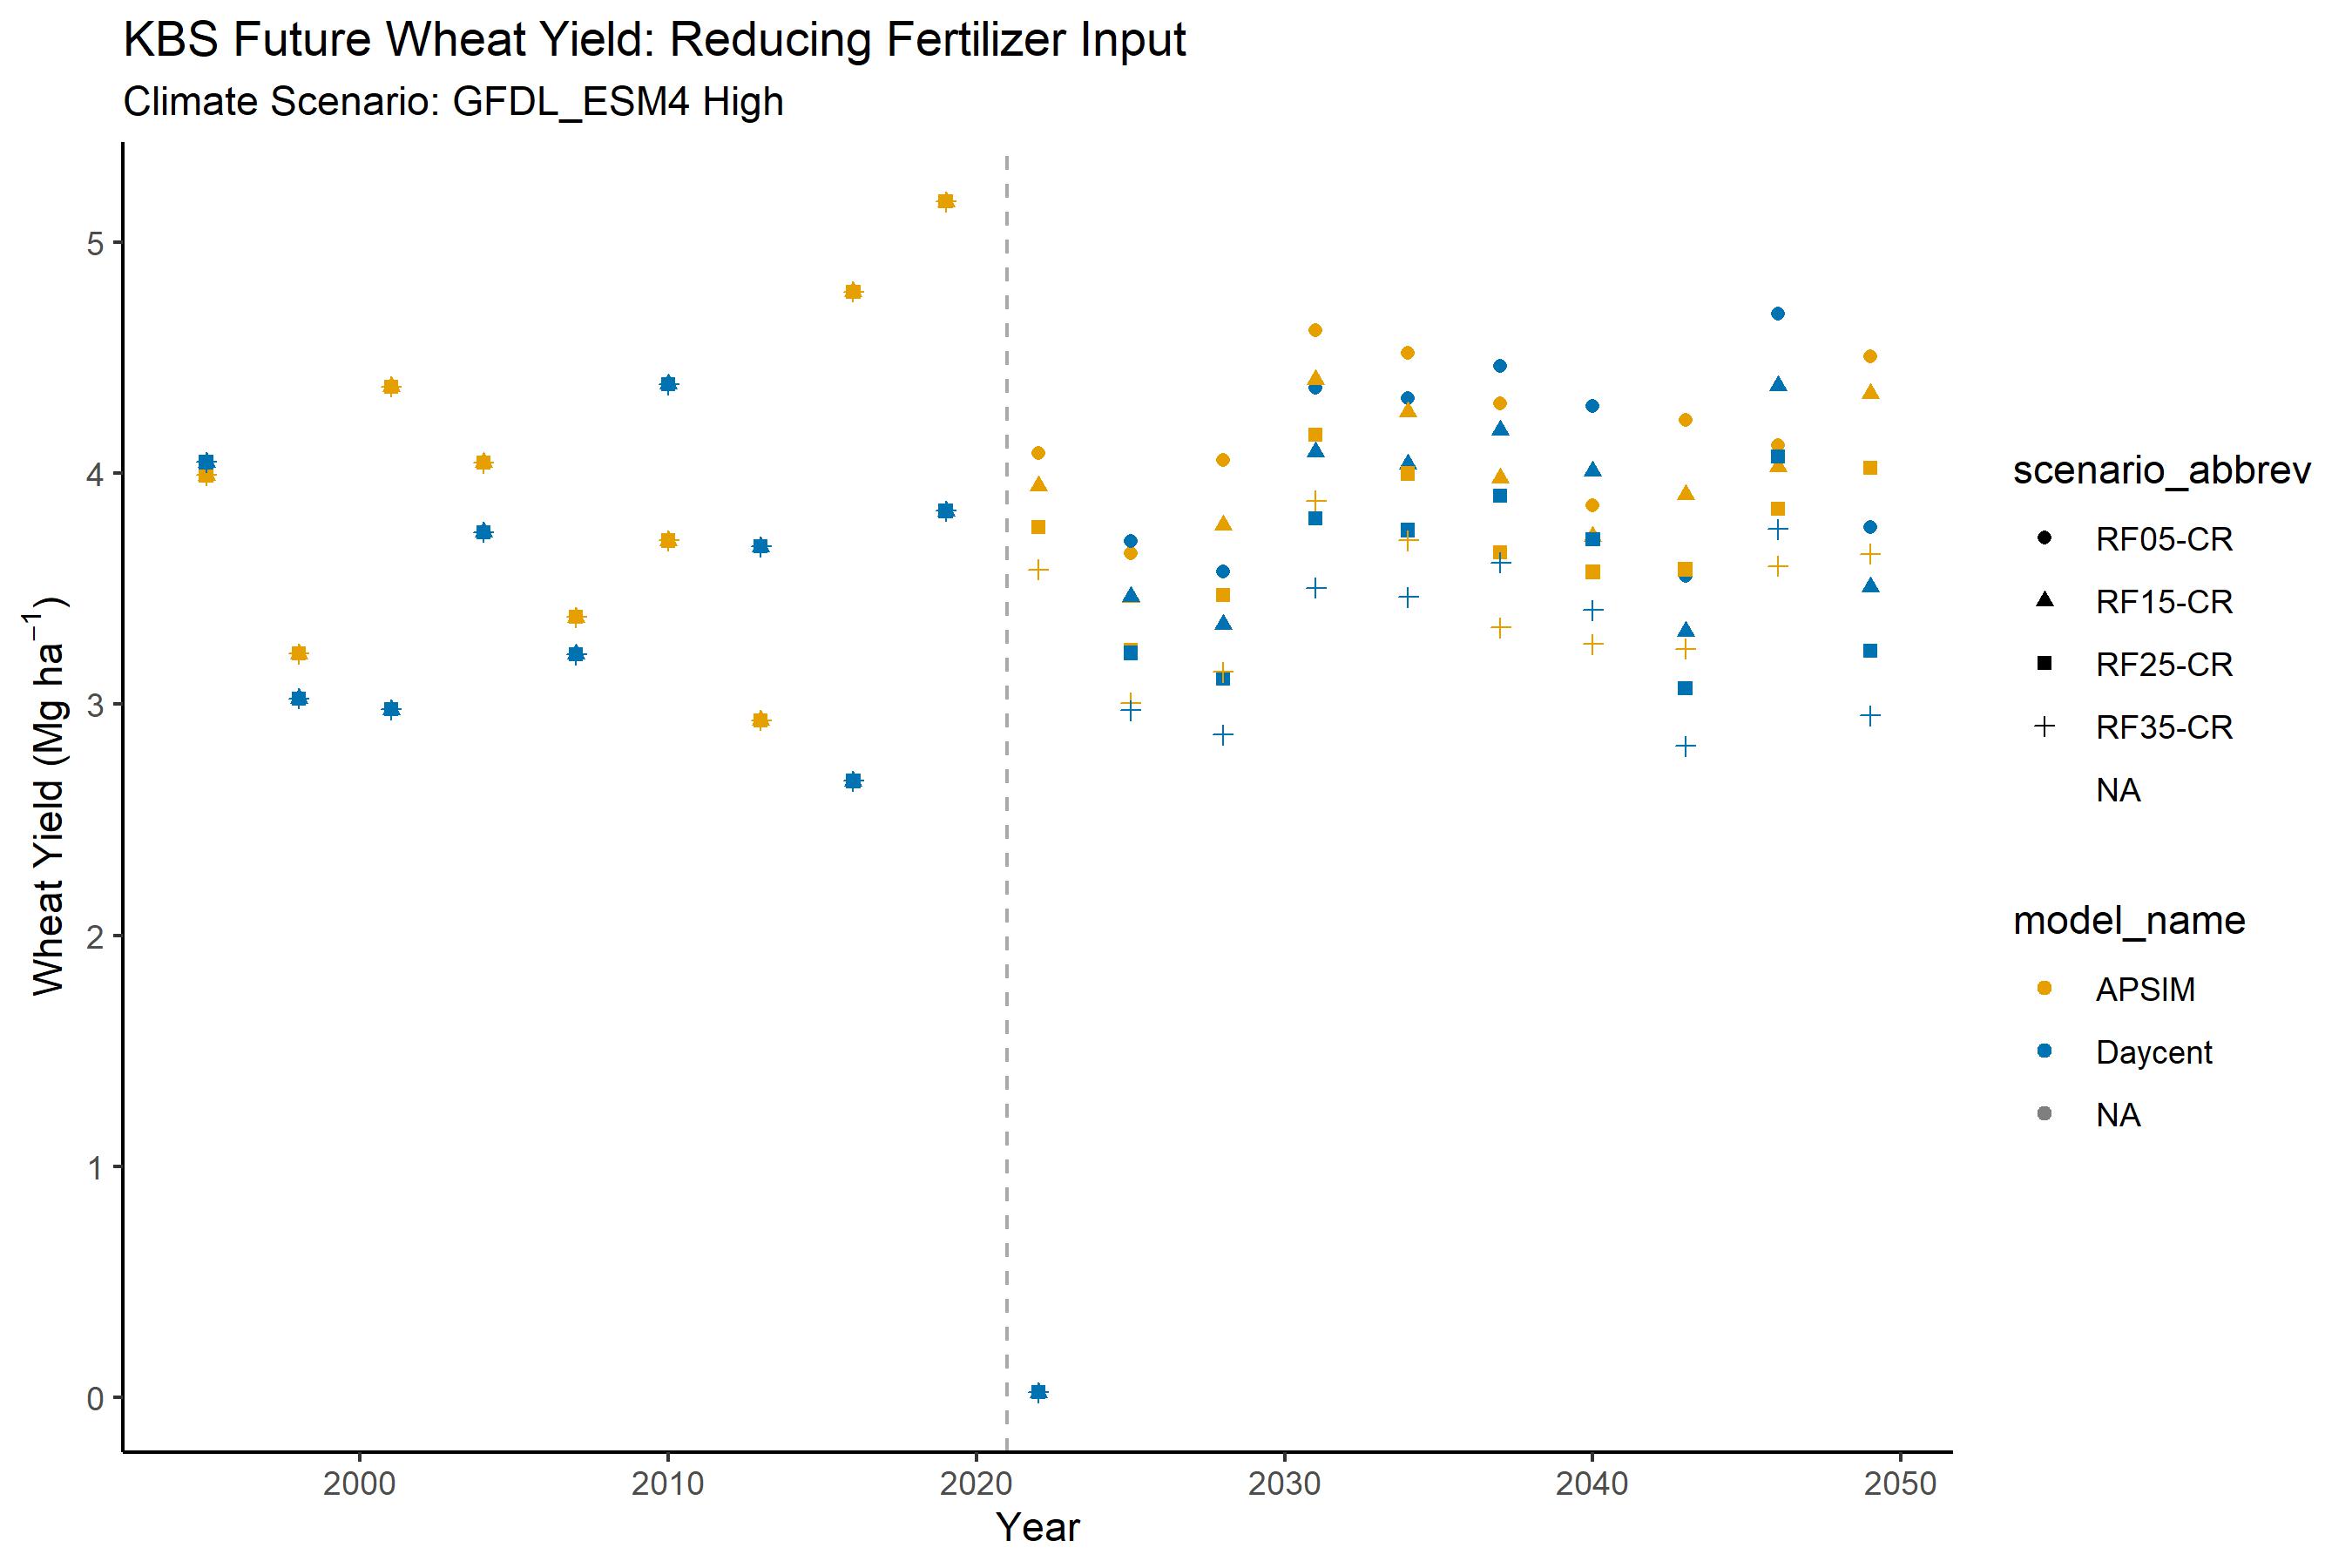 KBS Future Wheat Yield: Reducing Fertilizer Input
Climate Scenario: GFDL_ESM4 High
Wheat Yield (Mg ha⁻¹)
5
4
3
2
1
0
2000 2010 2020 2030 2040 2050
Year
scenario_abbrev
RF05-CR
RF15-CR
RF25-CR
RF35-CR
NA
model_name
APSIM
Daycent
NA